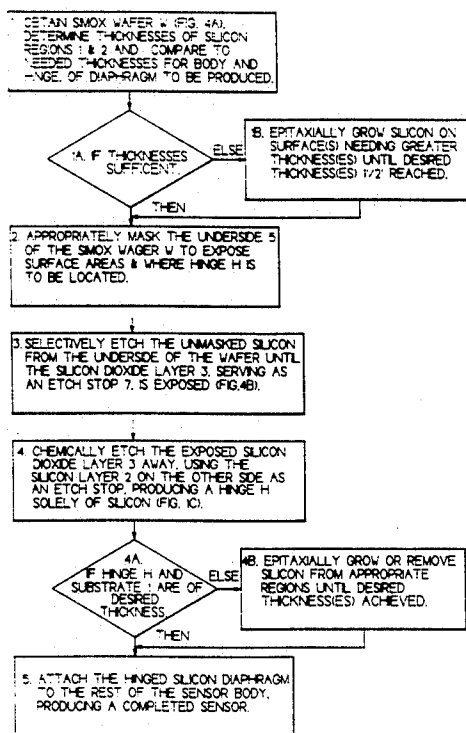 1. OBTAIN SMOX WAFER W (FIG. 4A),
DETERMINE THICKNESSES OF SILICON
REGIONS 1 & 2 AND COMPARE TO
NEEDED THICKNESSES FOR BODY AND
HINGE, OF DIAPHRAGM TO BE PRODUCED.
1A. IF THICKNESSES
SUFFICENT.
ELSE
1B. EPITAXIALLY GROW SILICON ON
SURFACE(S) NEEDING GREATER
THICKNESS(ES) UNTIL DESIRED
THICKNESS(ES) 1'/2' REACHED.
THEN
2. APPROPRIATELY MASK THE UNDERSIDE 5
OF THE SMOX WAGER W TO EXPOSE
SURFACE AREAS & WHERE HINGE H IS
TO BE LOCATED.
3. SELECTIVELY ETCH THE UNMASKED SILICON
FROM THE UNDERSIDE OF THE WAFER UNTIL
THE SILICON DIOXIDE LAYER 3, SERVING AS
AN ETCH STOP 7, IS EXPOSED (FIG.4B).
4. CHEMICALLY ETCH THE EXPOSED SILICON
DIOXIDE LAYER 3 AWAY, USING THE
SILICON LAYER 2 ON THE OTHER SIDE AS
AN ETCH STOP, PRODUCING A HINGE H
SOLELY OF SILICON (FIG. 1C).
4A.
IF HINGE H AND
SUBSTRATE 1 ARE OF
DESIRED
THICKNESS.
ELSE
4B. EPITAXIALLY GROW OR REMOVE
SILICON FROM APPROPRIATE
REGIONS UNTIL DESIRED
THICKNESS(ES) ACHIEVED.
THEN
5. ATTACH THE HINGED SILICON DIAPHRAGM
TO THE REST OF THE SENSOR BODY,
PRODUCING A COMPLETED SENSOR.